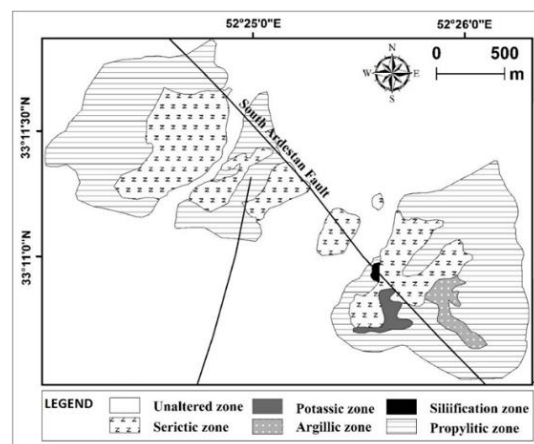 52°25'0"E 52°26'0"E
N
W E
S
0 500
m
33°11'30"N
South Ardestan Fault
33°11'0"N
LEGEND
Unaltered zone Potassic zone Siliification zone
Serictic zone Argillic zone Propylitic zone